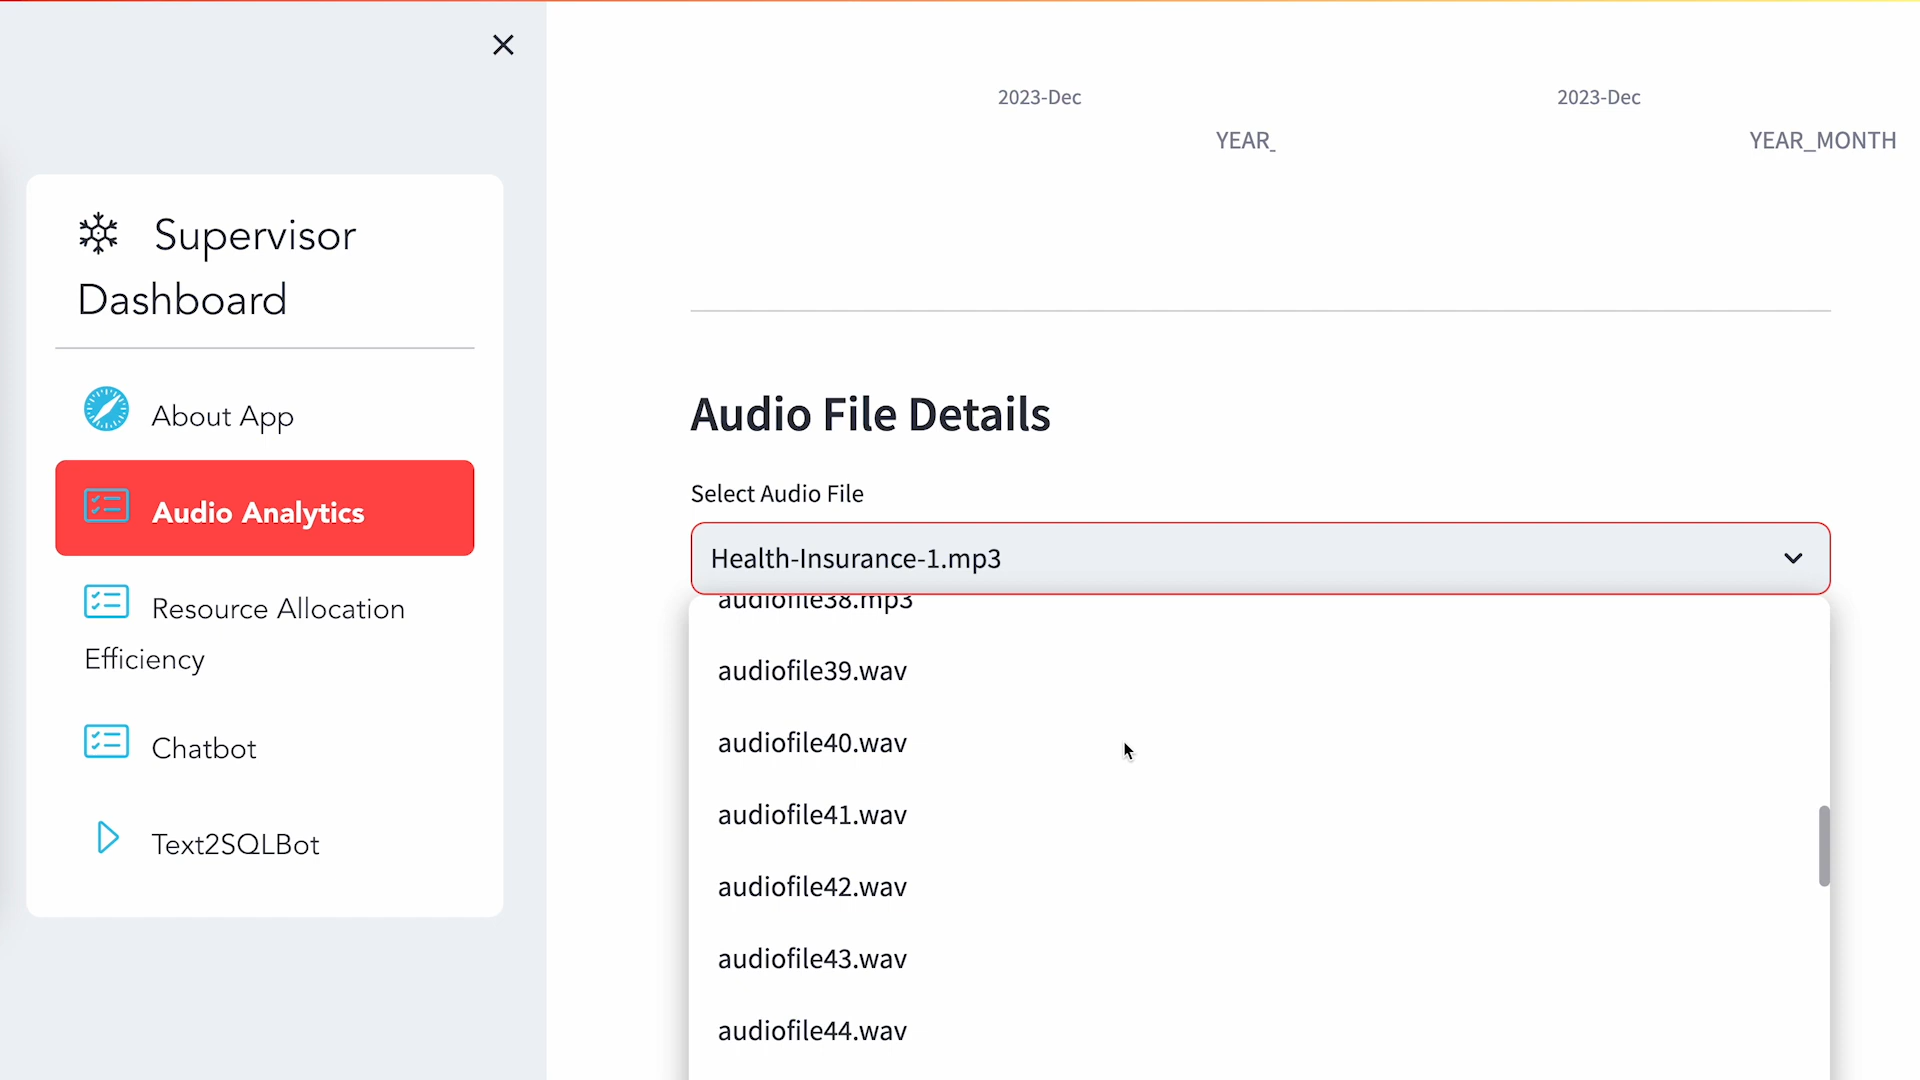 Supervisor
Dashboard
About App
Audio Analytics
Resource Allocation
Efficiency
Chatbot
Text2SQLBot
2023-Dec
2023-Dec
YEAR_
YEAR_MONTH
Audio File Details
Select Audio File
Health-Insurance-1.mp3
audiofile38.mp3
audiofile39.wav
audiofile40.wav
audiofile41.wav
audiofile42.wav
audiofile43.wav
audiofile44.wav